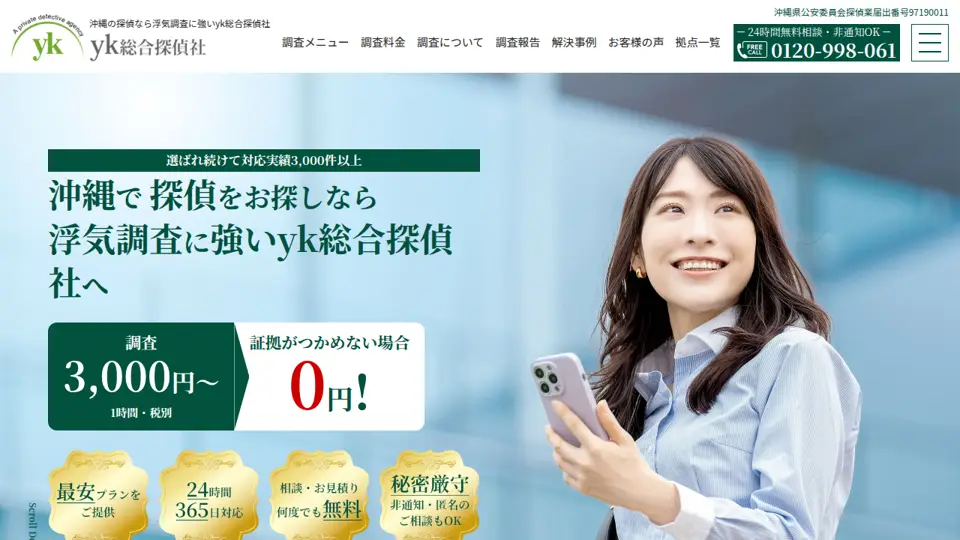 沖縄県公安委員会探偵業届出番号97190011
A private detective agency
yk
沖縄の探偵なら浮気調査に強いyk総合探偵社
yk総合探偵社
調査メニュー
調査料金
調査について
調査報告
解決事例
お客様の声
拠点一覧
─ 24時間無料相談・非通知OK ─
FREE CALL 0120-998-061
選ばれ続けて対応実績3,000件以上
沖縄で 探偵をお探しなら
浮気調査に強いyk総合探偵
社へ
調査
3,000円〜
1時間・税別
証拠がつかめない場合
0円!
最安プランを
ご提供
24時間
365日対応
相談・お見積り
何度でも無料
秘密厳守
非通知・匿名の
ご相談もOK